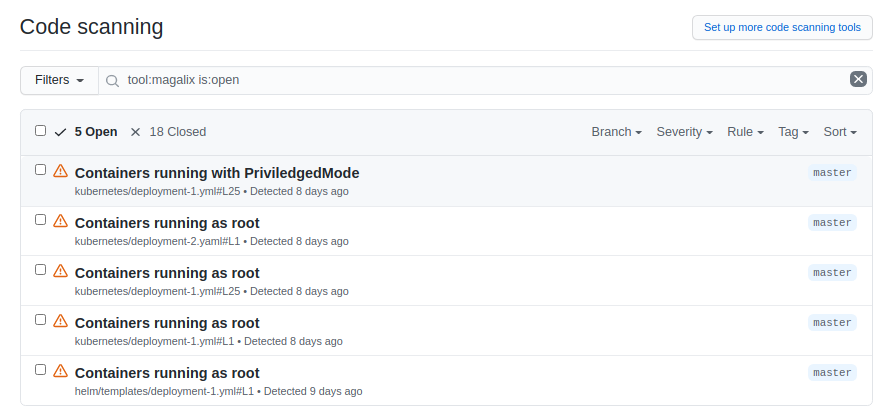 Code scanning
Set up more code scanning tools
Filters
tool:magalix is:open
5 Open 18 Closed Branch Severity Rule Tag Sort
Containers running with PriviledgedMode master
kubernetes/deployment-1.yml#L25 • Detected 8 days ago
Containers running as root master
kubernetes/deployment-2.yaml#L1 • Detected 8 days ago
Containers running as root master
kubernetes/deployment-1.yml#L25 • Detected 8 days ago
Containers running as root master
kubernetes/deployment-1.yml#L1 • Detected 8 days ago
Containers running as root master
helm/templates/deployment-1.yml#L1 • Detected 9 days ago